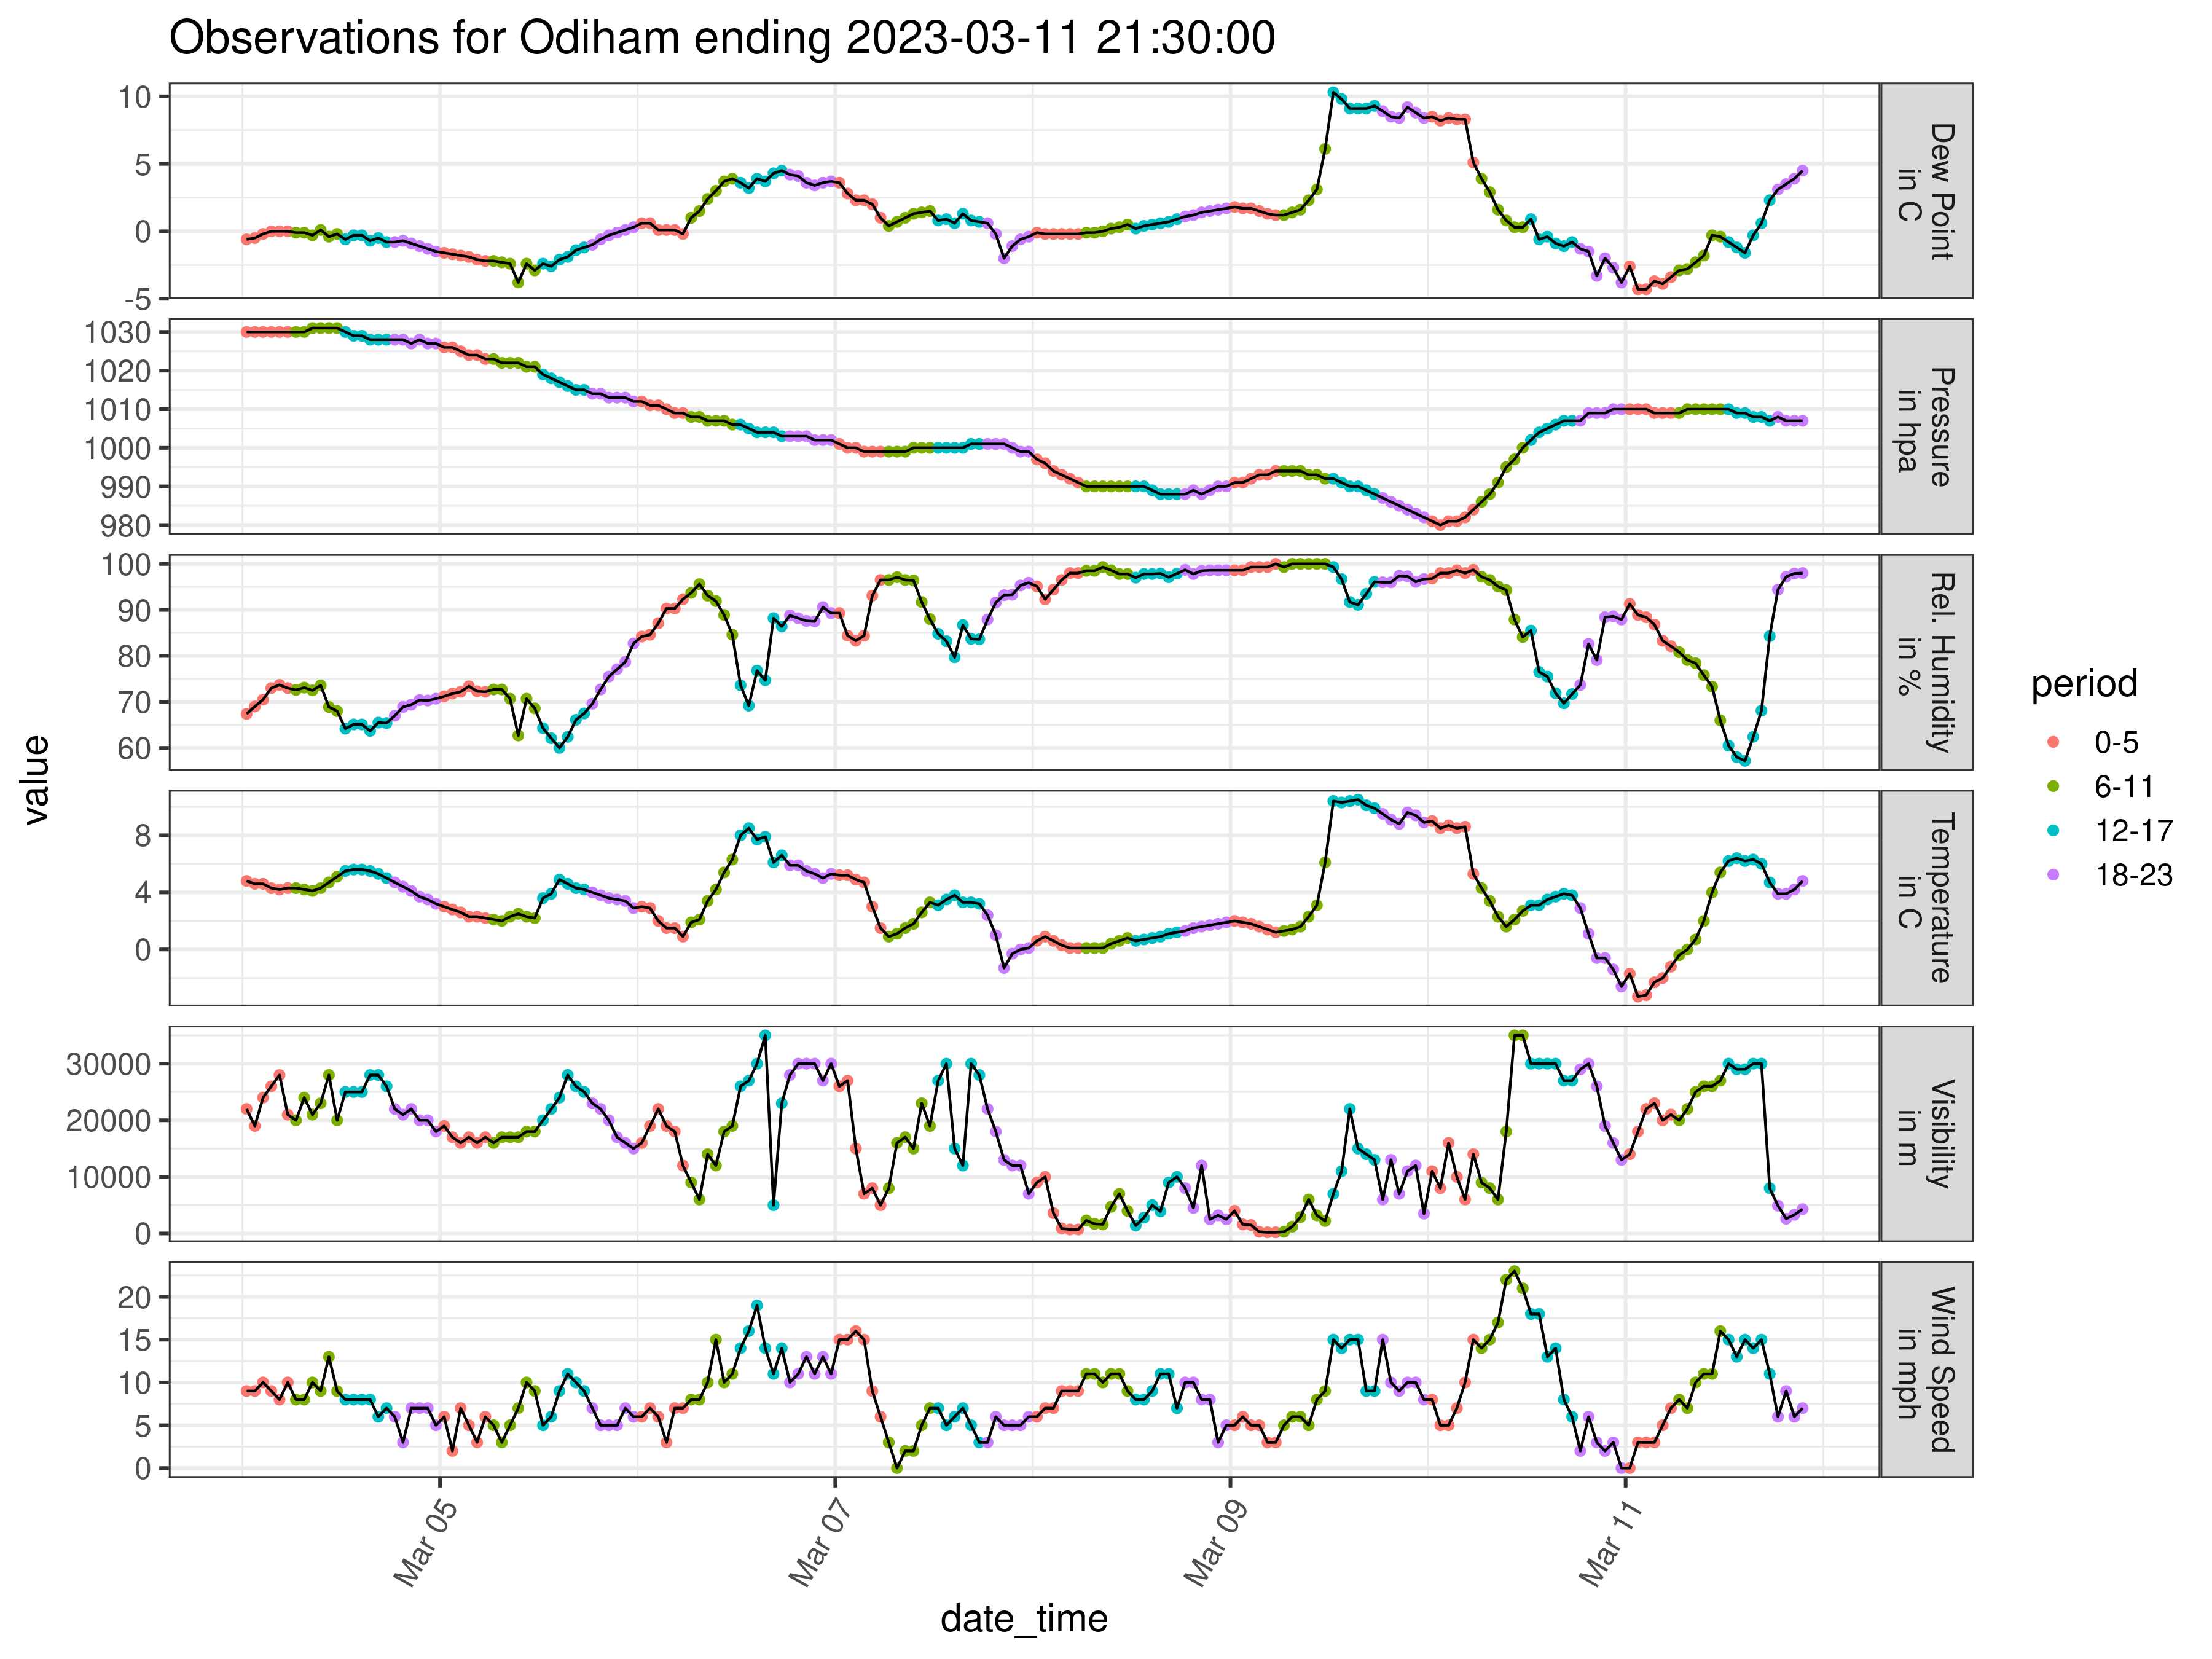 Observations for Odiham ending 2023-03-11 21:30:00
value
10
5
0
-5
Dew Point
in C
1030
1020
1010
1000
990
980
Pressure
in hpa
100
90
80
70
60
Rel. Humidity
in %
8
4
0
Temperature
in C
30000
20000
10000
0
Visibility
in m
20
15
10
5
0
Wind Speed
in mph
Mar 05
Mar 07
Mar 09
Mar 11
date_time
period
0-5
6-11
12-17
18-23